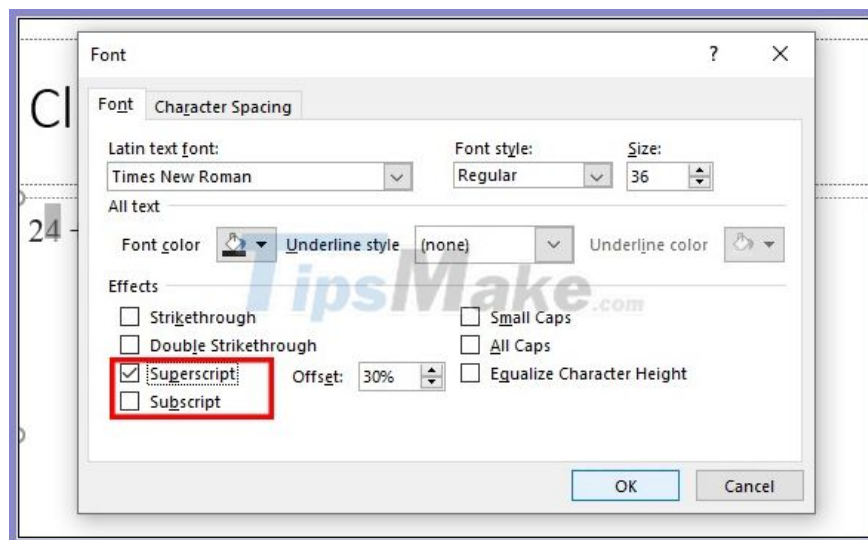 Font ? ×
Font Character Spacing
Cl
Latin text font: Font style: Size:
Times New Roman Regular 36
All text
24 -
Font color Underline style (none) Underline color
TipsMake.com
Effects
Strikethrough Small Caps
Double Strikethrough All Caps
Superscript Offset: 30% Equalize Character Height
Subscript
OK Cancel